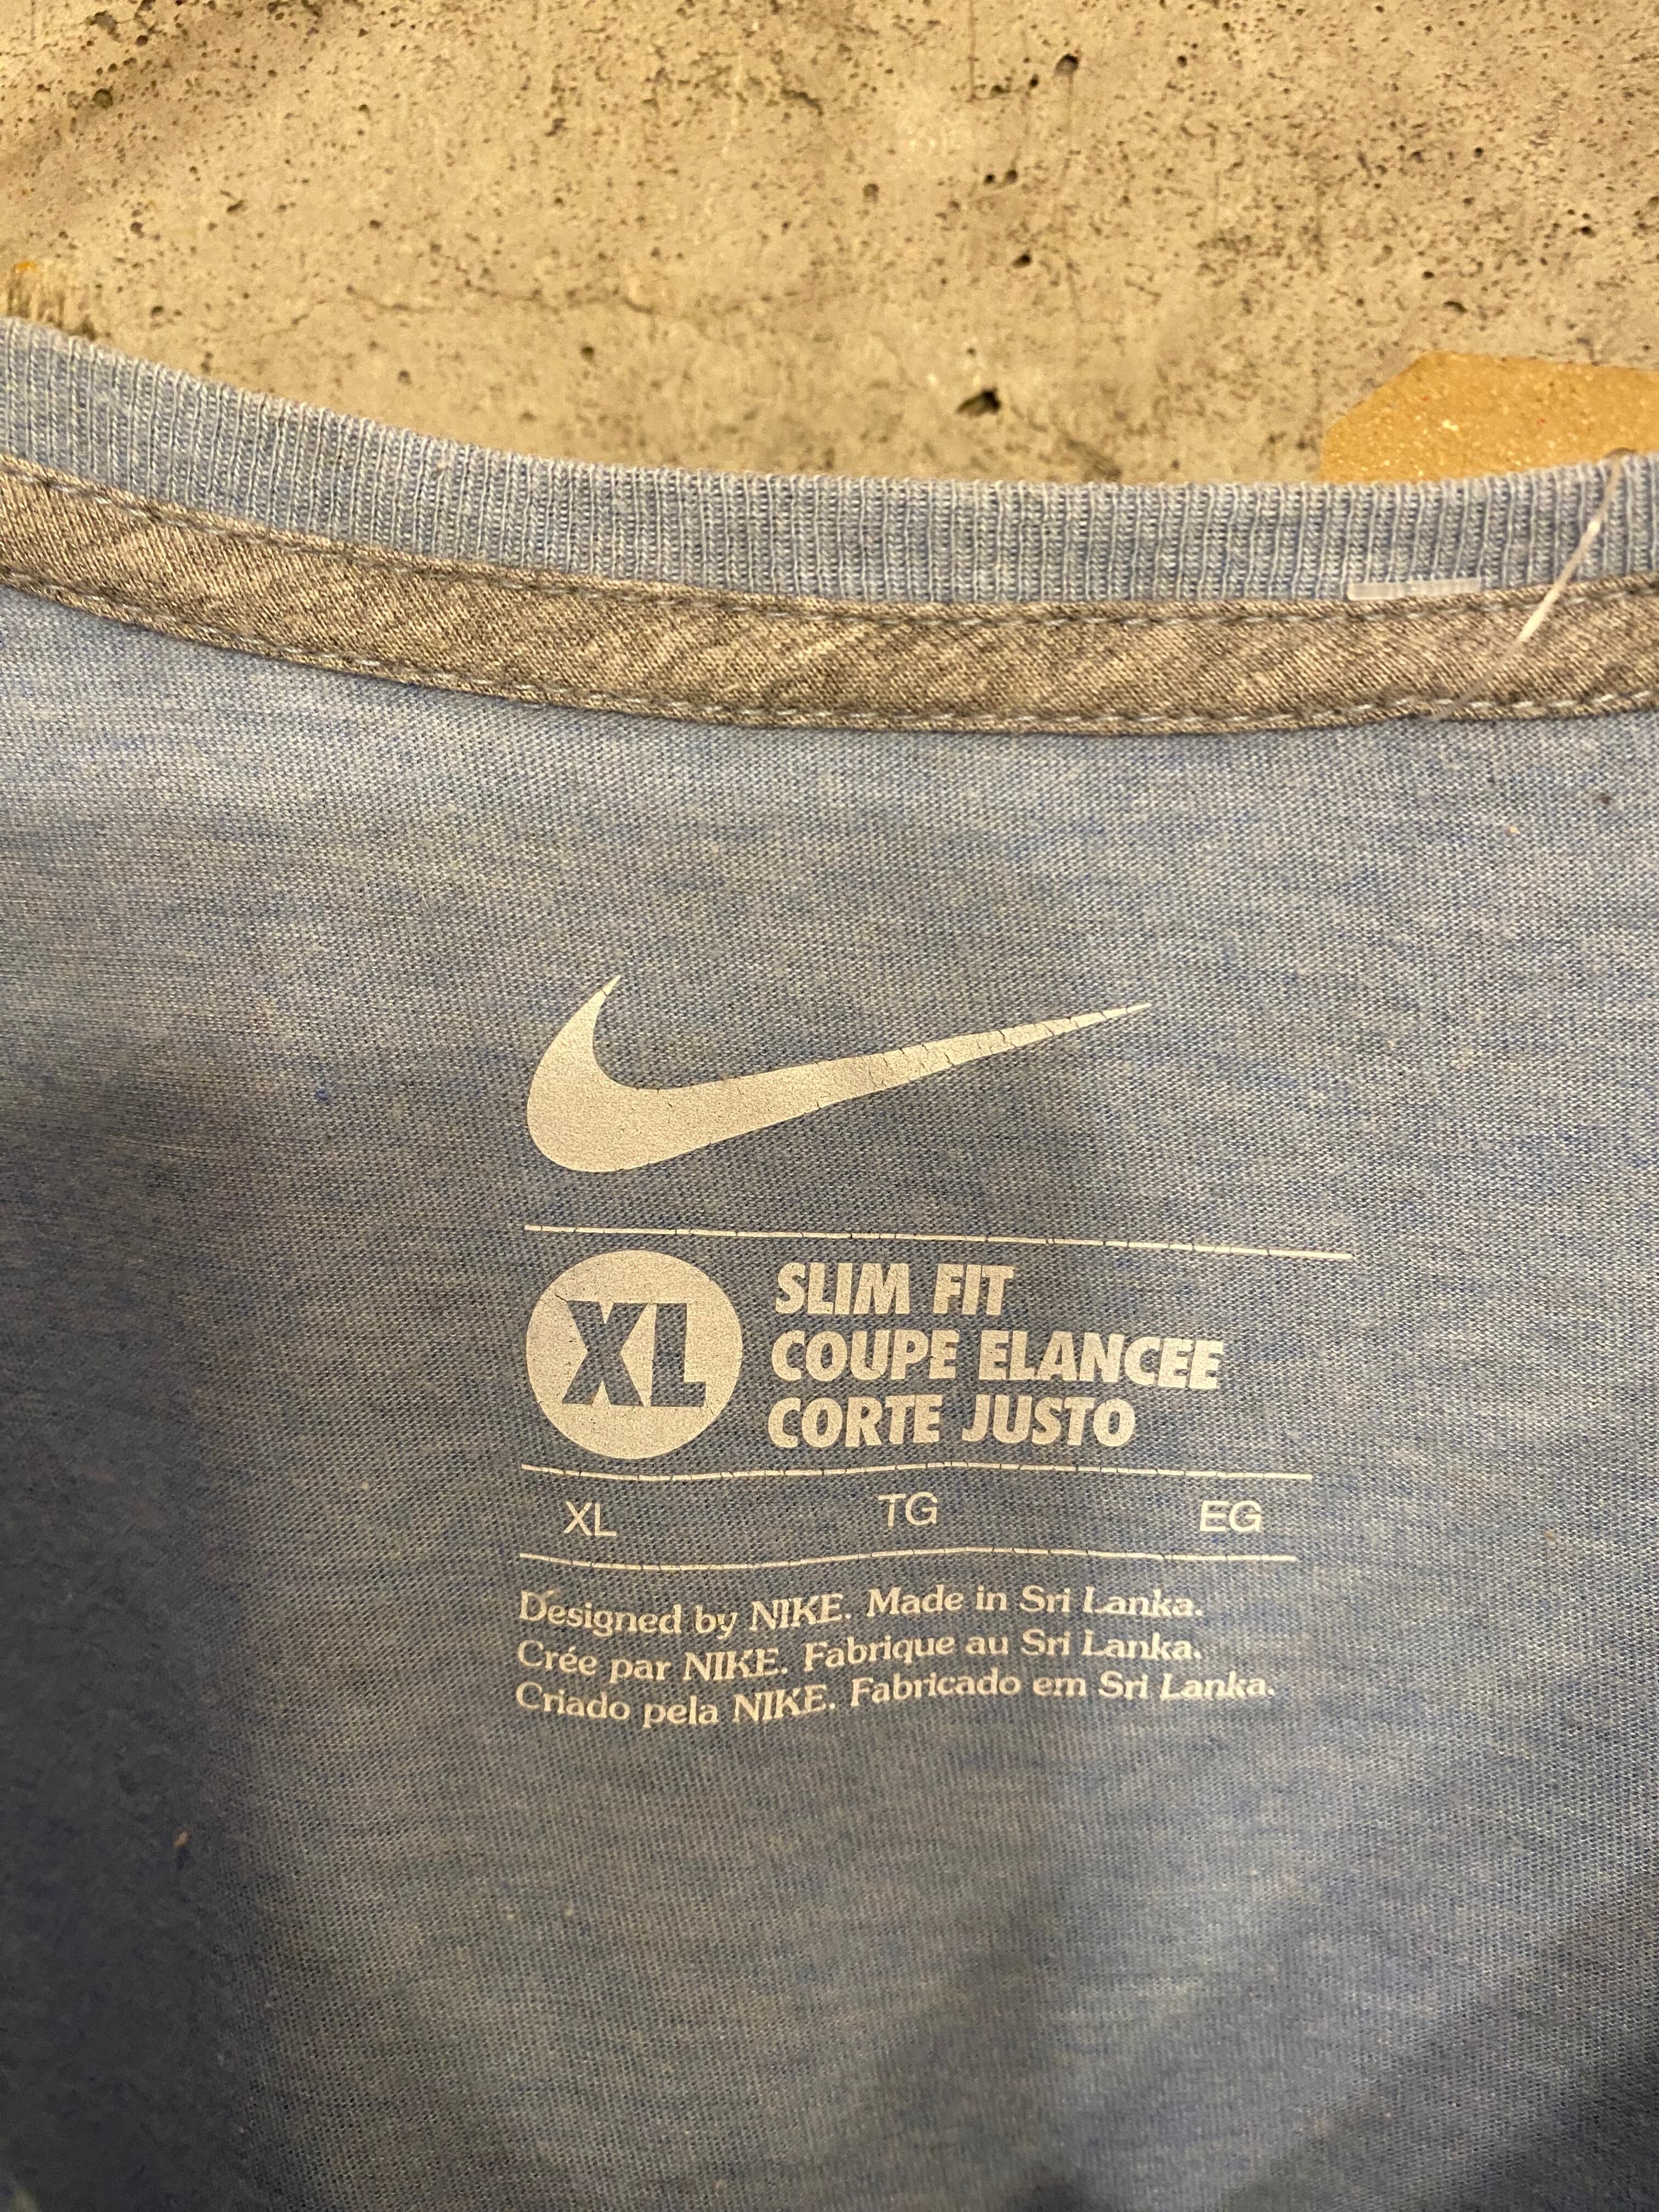 XL
SLIM FIT
COUPE ELANCEE
CORTE JUSTO
XL TG EG
Designed by NIKE. Made in Sri Lanka.
Crée par NIKE. Fabrique au Sri Lanka.
Criado pela NIKE. Fabricado em Sri Lanka.